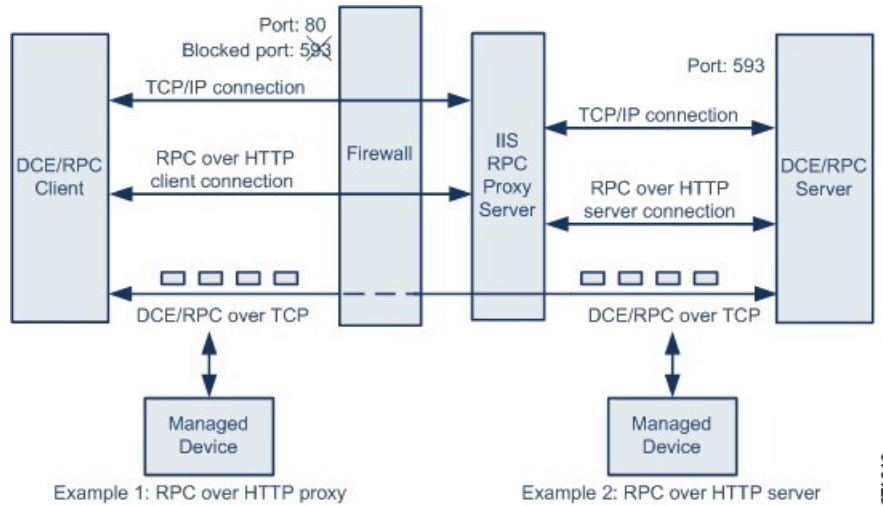 Port: 80
Blocked port: 593
Port: 593
TCP/IP connection
TCP/IP connection
DCE/RPC
Client
RPC over HTTP
client connection
Firewall
IIS
RPC
Proxy
Server
RPC over HTTP
server connection
DCE/RPC
Server
DCE/RPC over TCP
DCE/RPC over TCP
Managed
Device
Managed
Device
Example 1: RPC over HTTP proxy
Example 2: RPC over HTTP server